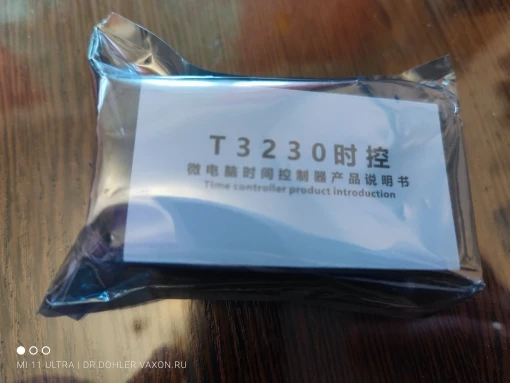 T3230时控
微电脑时间控制器产品说明书
Time controller product introduction
MI 11 ULTRA | DR.DOHLER.VAXON.RU